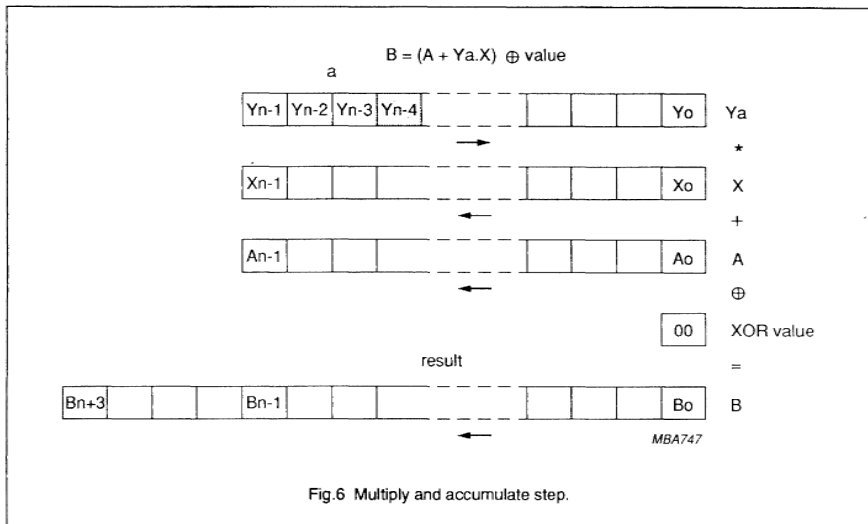 B = (A + Ya.X) ⊕ value
a
Yn-1 Yn-2 Yn-3 Yn-4 Yo Ya
*
Xn-1 Xo X
+
An-1 Ao A
⊕
00 XOR value
result =
Bn+3 Bn-1 Bo B
MBA747
Fig.6 Multiply and accumulate step.